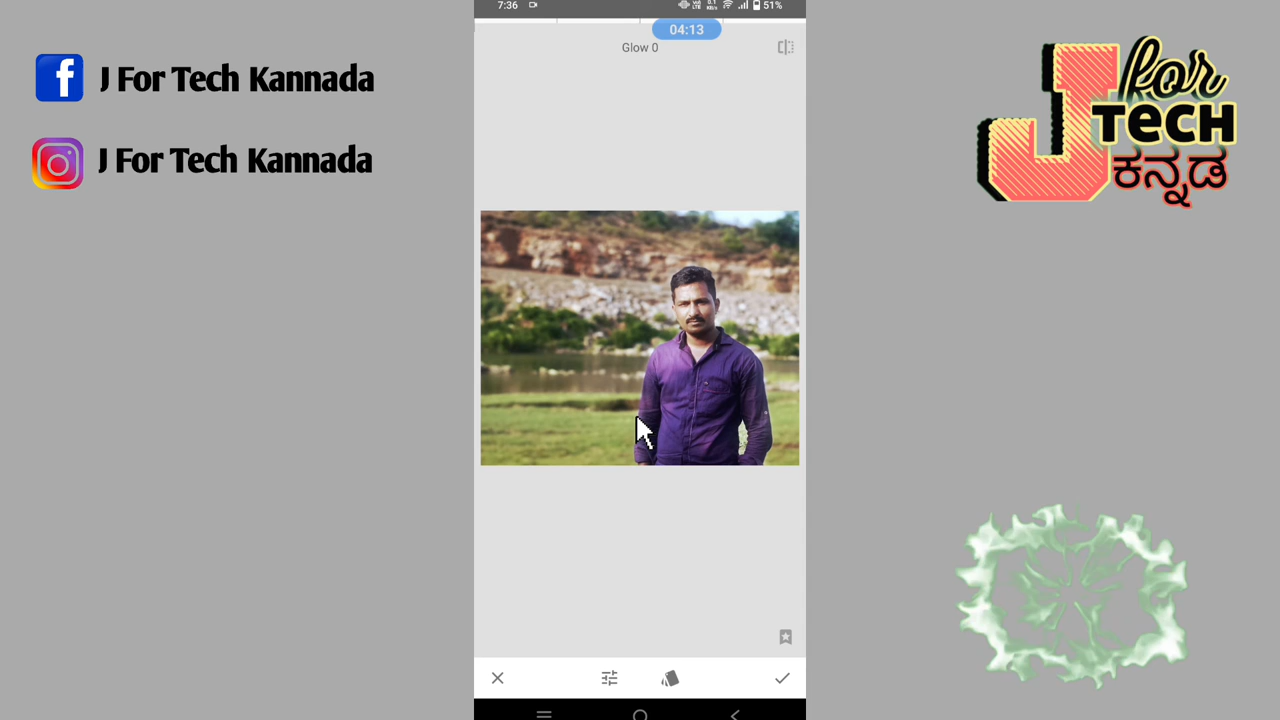 7:36
51%
04:13
Glow 0
f J For Tech Kannada
J For Tech Kannada
J for
TECH
ಕನ್ನಡ